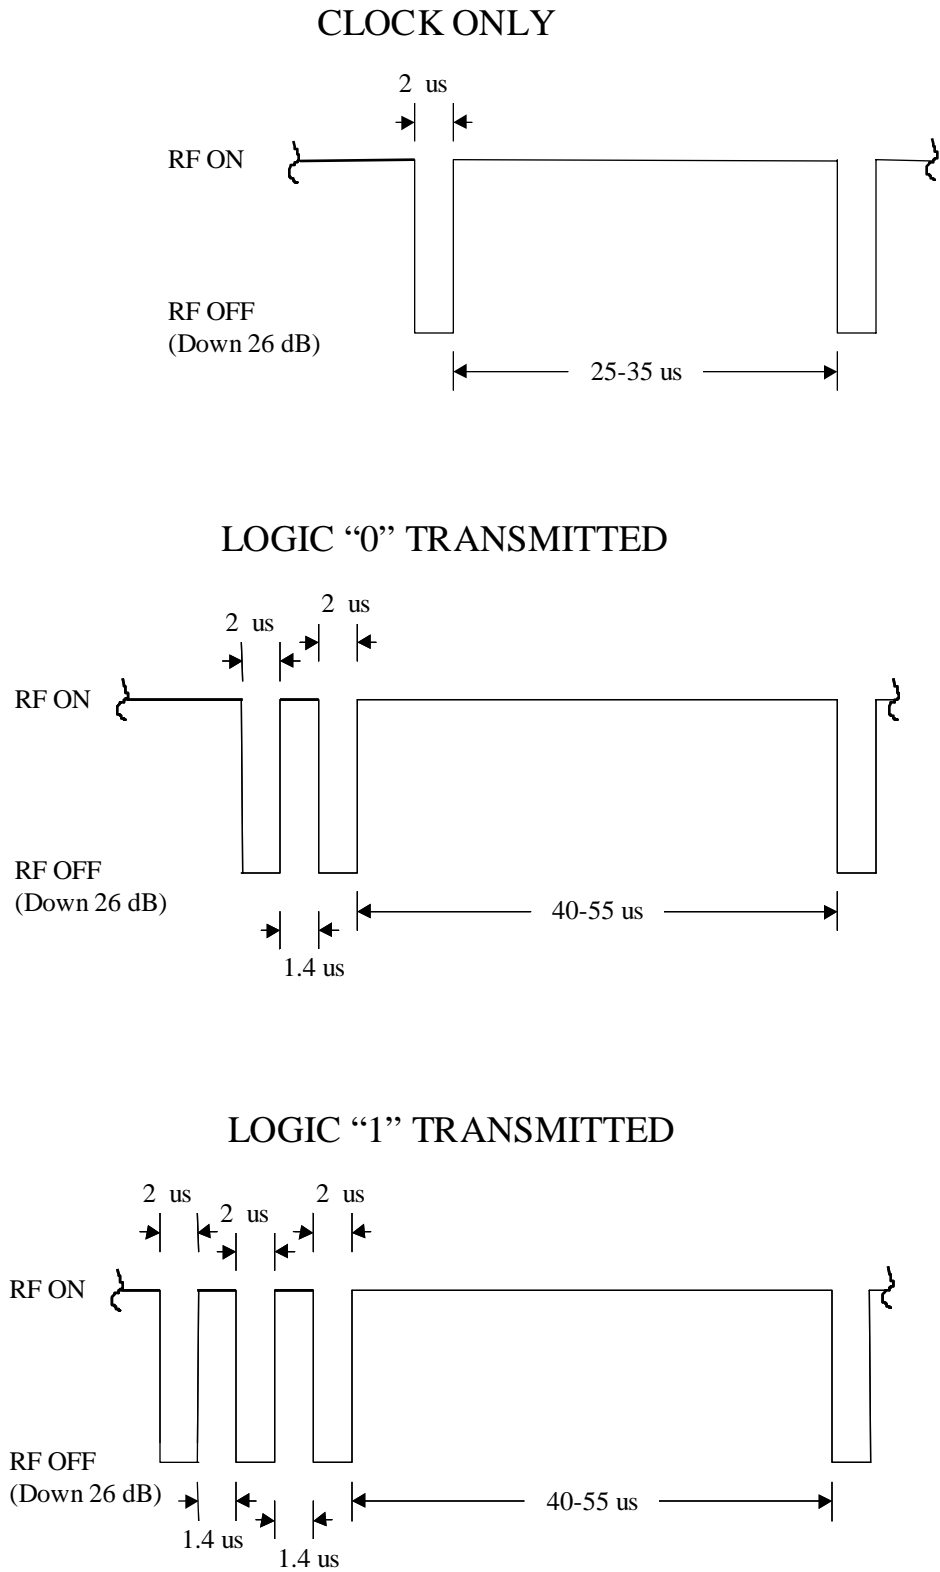 CLOCK ONLY
2 us
RF ON
RF OFF
(Down 26 dB)
25-35 us
LOGIC “0” TRANSMITTED
2 us
2 us
RF ON
RF OFF
(Down 26 dB)
40-55 us
1.4 us
LOGIC “1” TRANSMITTED
2 us
2 us
2 us
RF ON
RF OFF
(Down 26 dB)
40-55 us
1.4 us
1.4 us